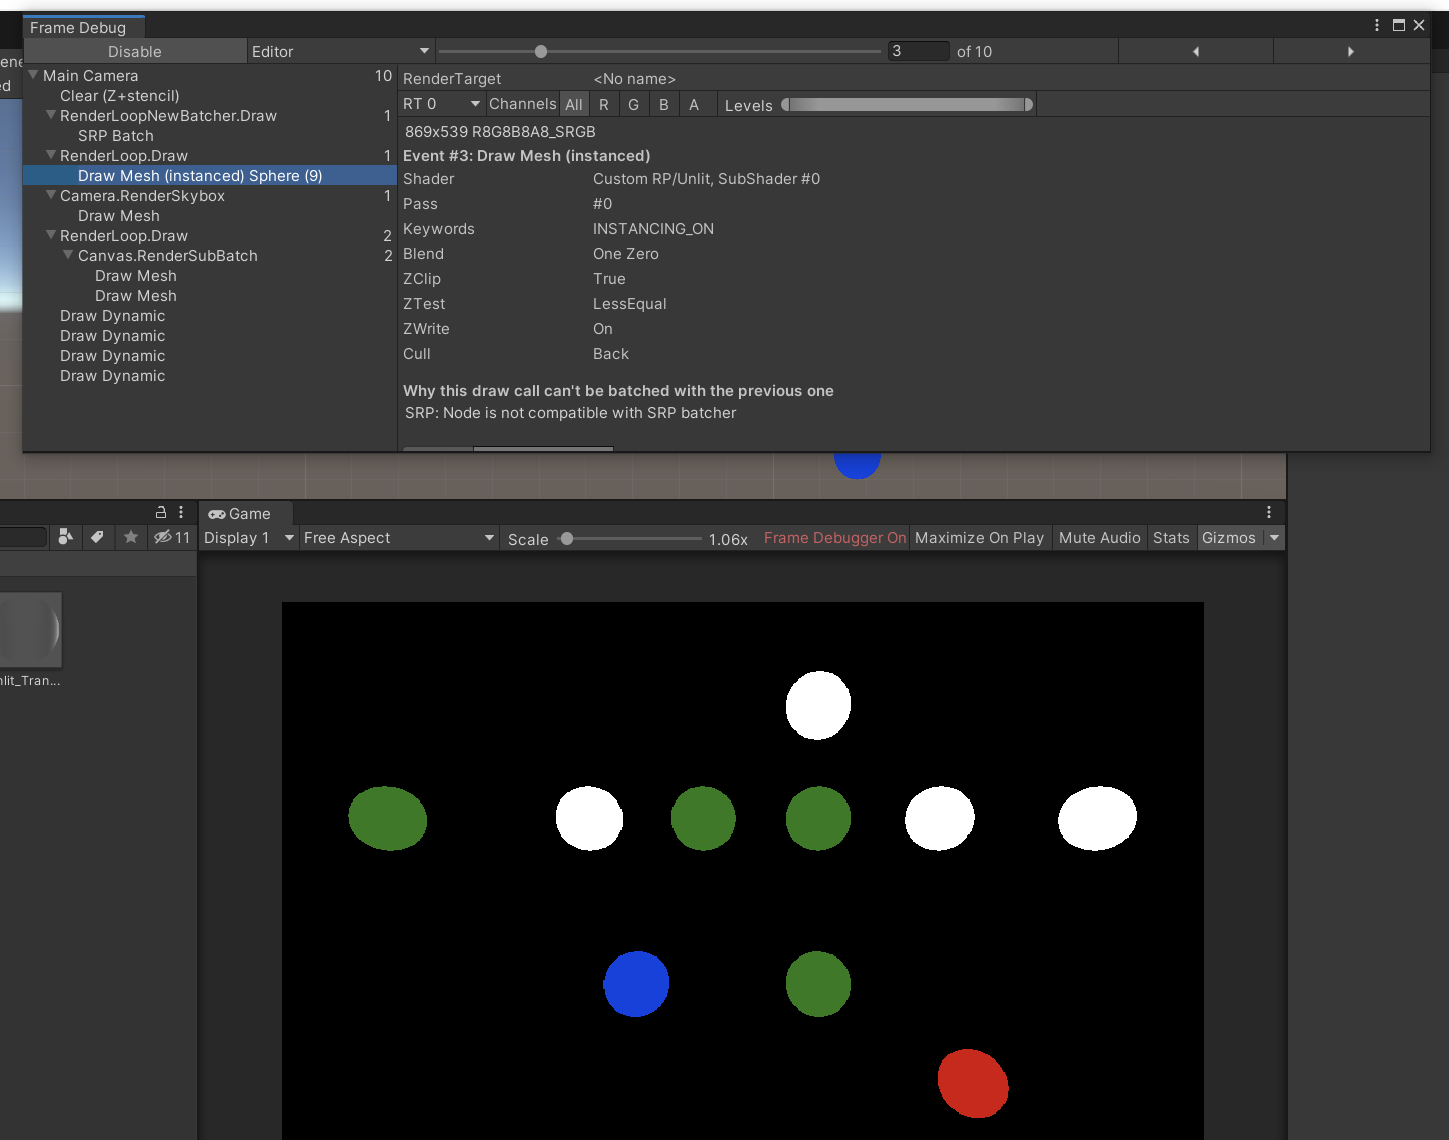 Frame Debug
Disable
Editor
3 of 10
Main Camera 10
Clear (Z+stencil)
RenderLoopNewBatcher.Draw 1
SRP Batch
RenderLoop.Draw 1
Draw Mesh (instanced) Sphere (9)
Camera.RenderSkybox 1
Draw Mesh
RenderLoop.Draw 2
Canvas.RenderSubBatch 2
Draw Mesh
Draw Mesh
Draw Dynamic
Draw Dynamic
Draw Dynamic
Draw Dynamic
RenderTarget <No name>
RT 0 Channels All R G B A Levels
869x539 R8G8B8A8_SRGB
Event #3: Draw Mesh (instanced)
Shader Custom RP/Unlit, SubShader #0
Pass #0
Keywords INSTANCING_ON
Blend One Zero
ZClip True
ZTest LessEqual
ZWrite On
Cull Back
Why this draw call can't be batched with the previous one
SRP: Node is not compatible with SRP batcher
11
Game
Display 1 Free Aspect Scale 1.06x Frame Debugger On Maximize On Play Mute Audio Stats Gizmos
nlit_Tran...